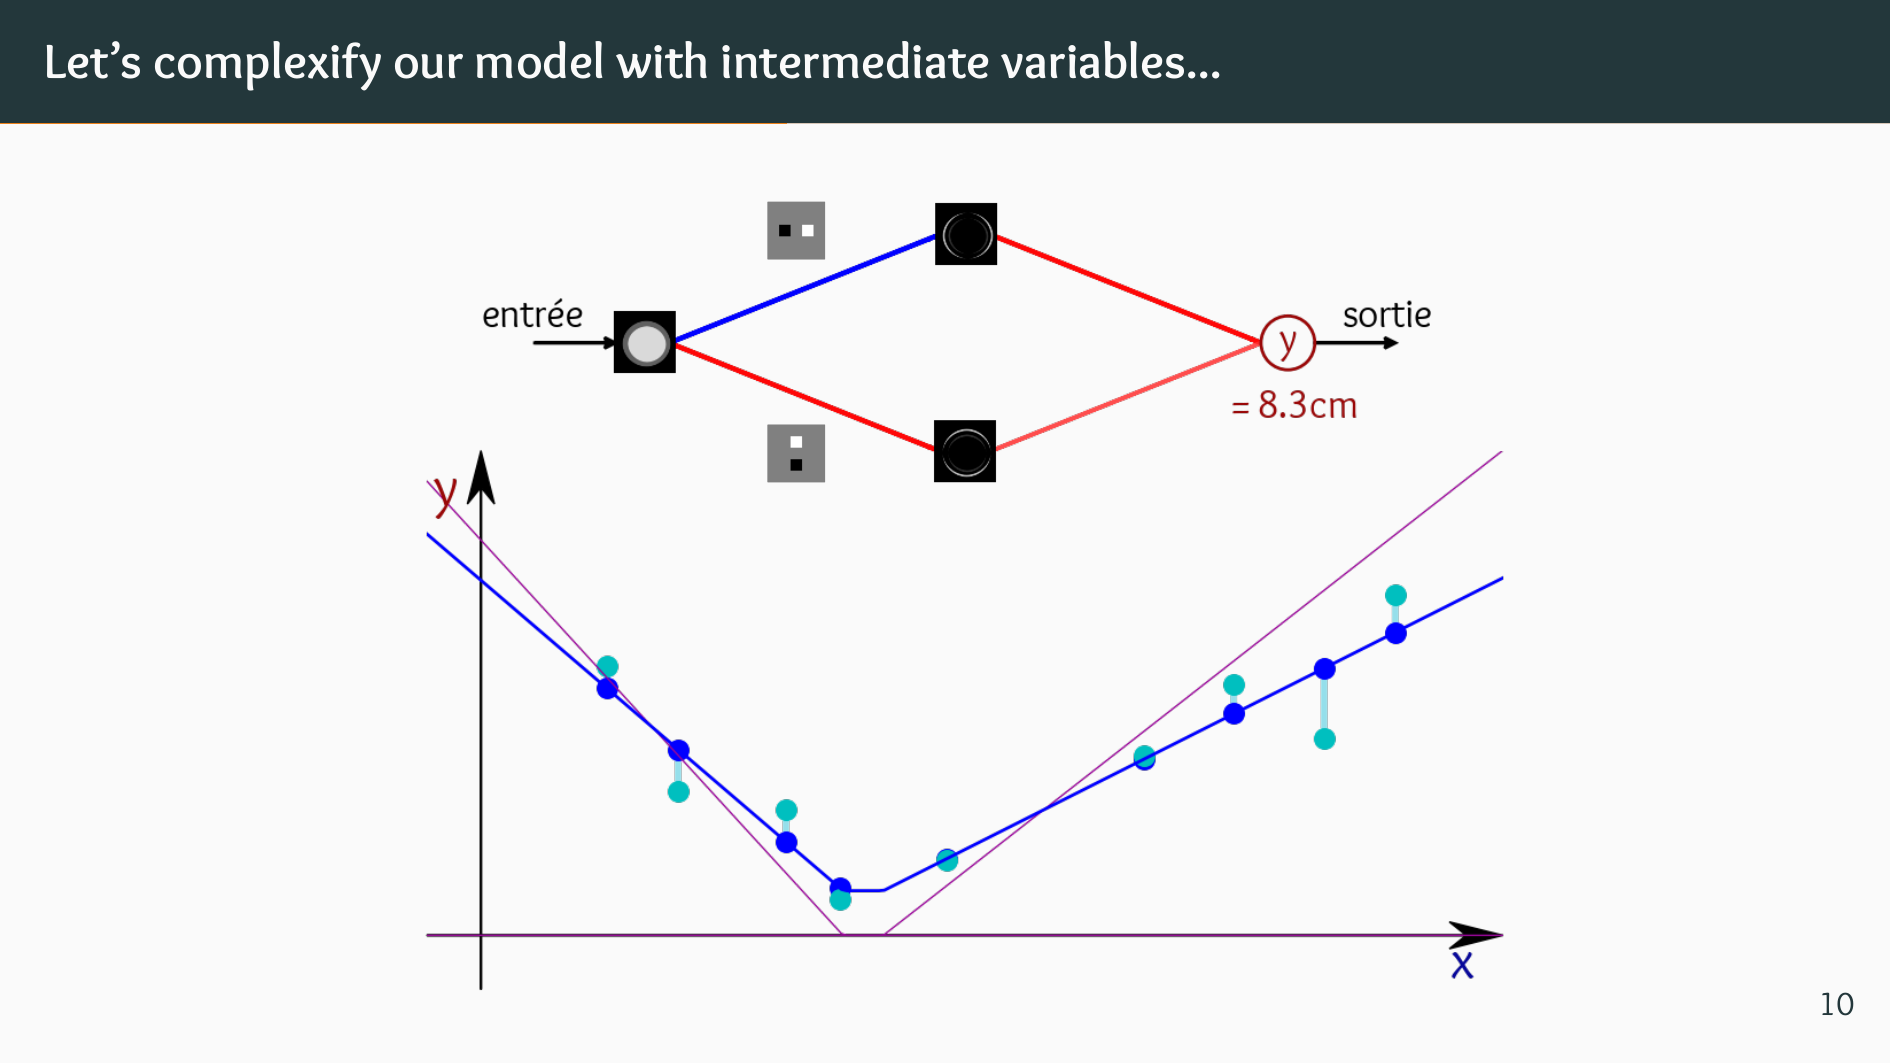 Let's complexify our model with intermediate variables...
entrée
sortie
y
= 8.3cm
y
x
10